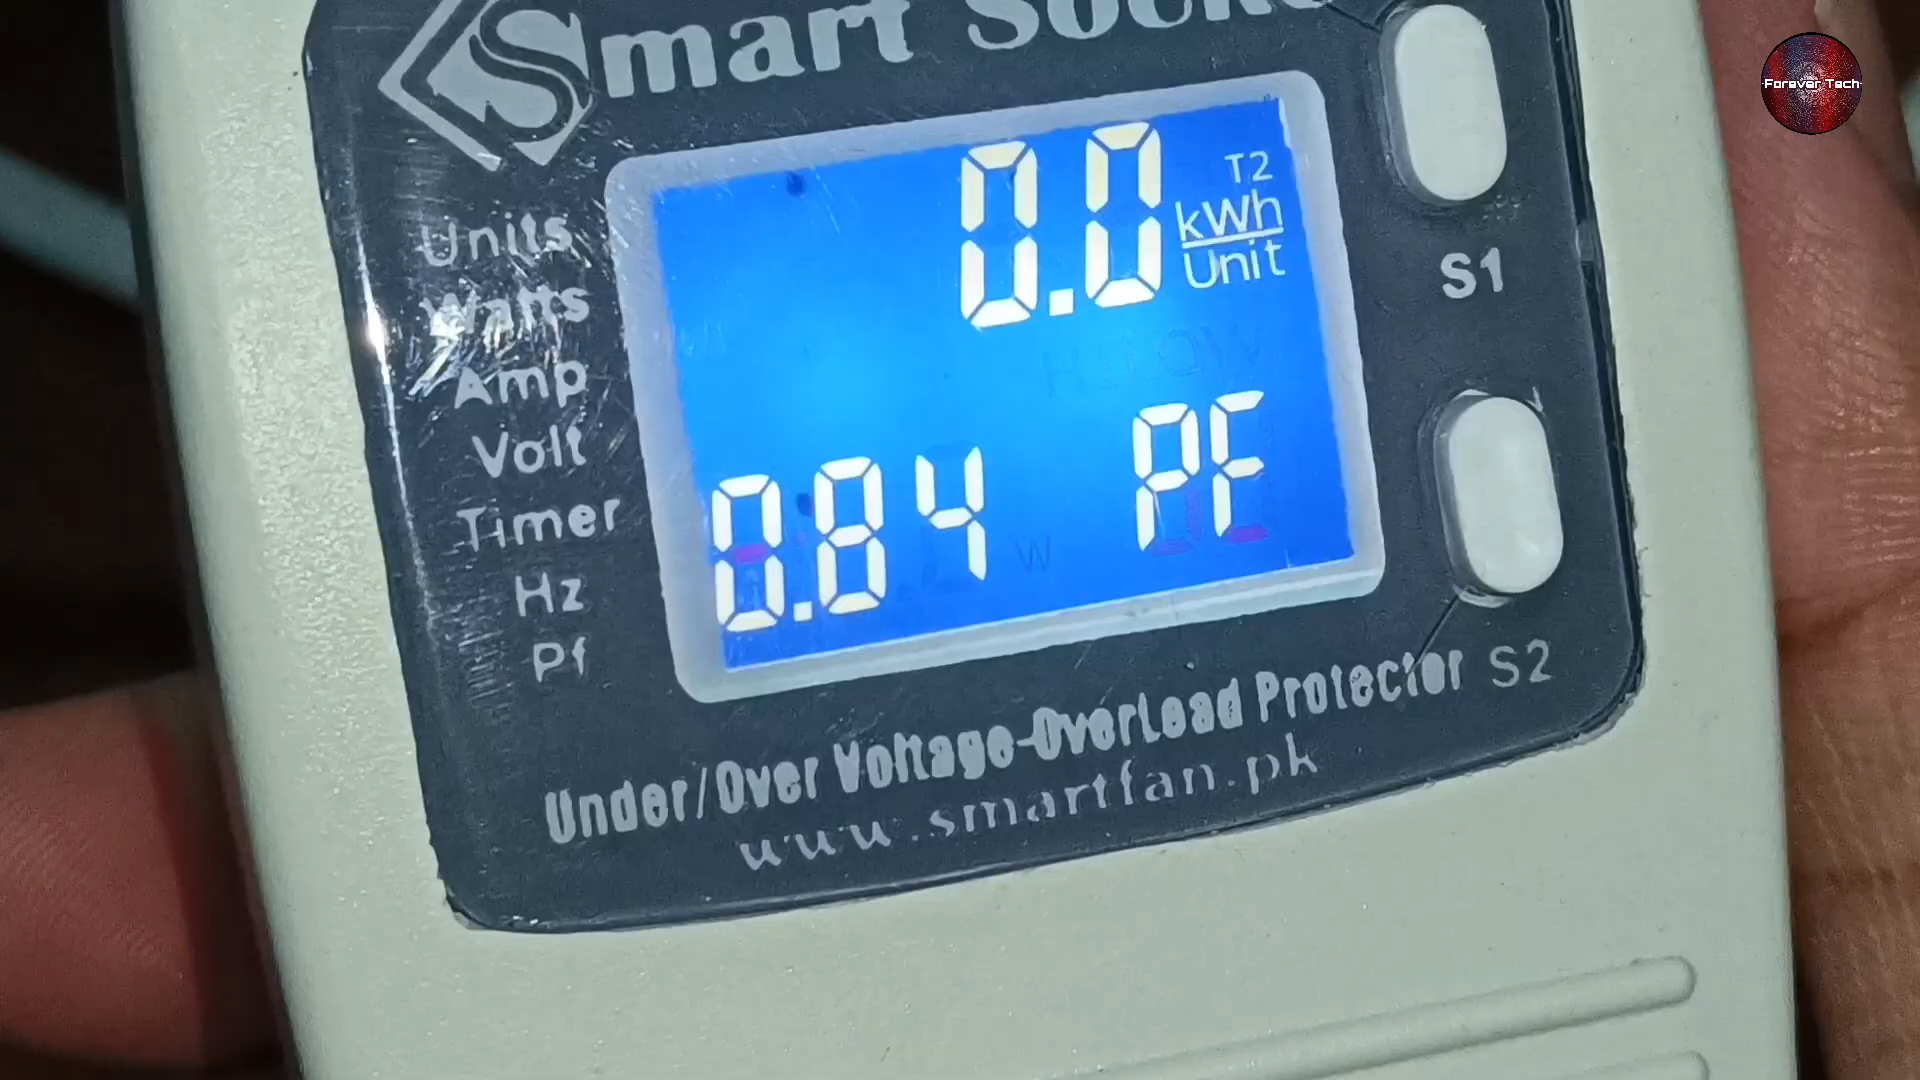 Smart Socke
Forever Tech
0.0 T2 kWh Unit
S1
Units
Watts
Amp
Volt
Timer
Hz
Pf
0.84 PF
S2
Under/Over Voltage-OverLoad Protector
www.smartfan.pk